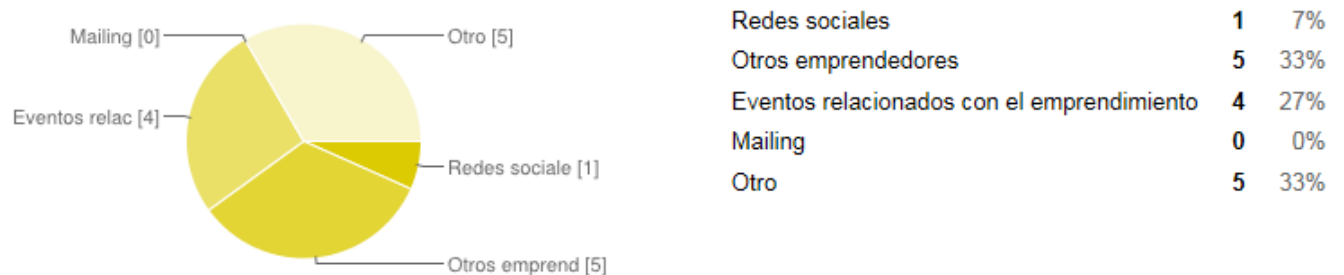 Mailing [0]
Otro [5]
Eventos relac [4]
Redes sociale [1]
Otros emprend [5]
Redes sociales 1 7%
Otros emprendedores 5 33%
Eventos relacionados con el emprendimiento 4 27%
Mailing 0 0%
Otro 5 33%